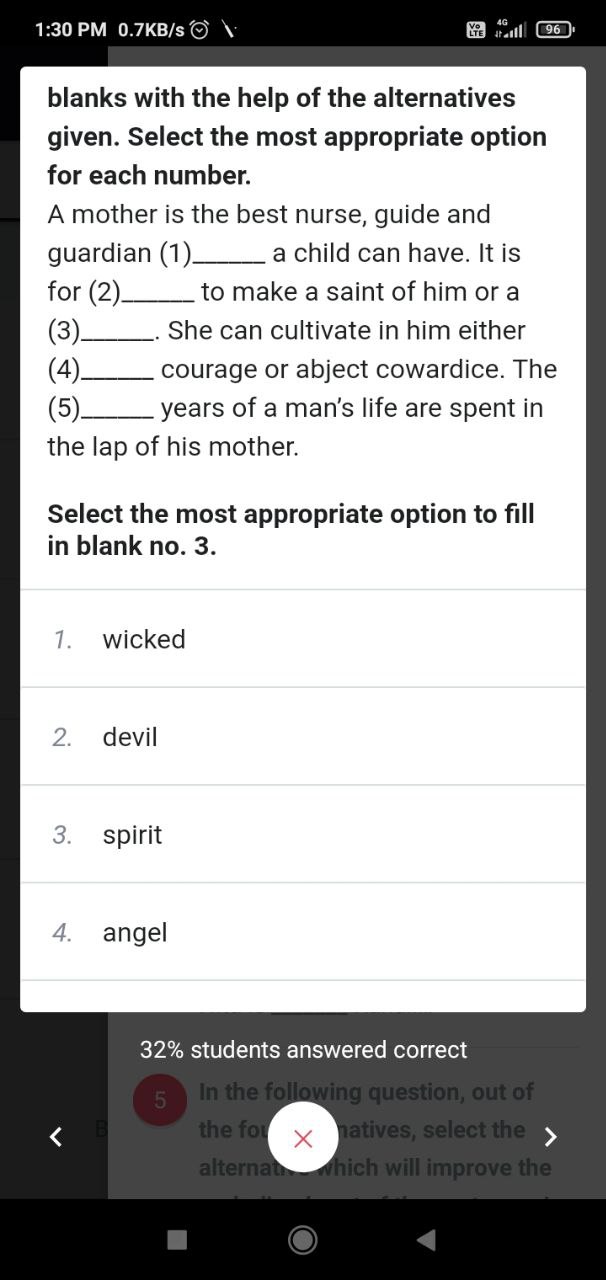 1:30 PM 0.7KB/s
Vo LTE 4G 96
blanks with the help of the alternatives
given. Select the most appropriate option
for each number.
A mother is the best nurse, guide and
guardian (1)______ a child can have. It is
for (2)______ to make a saint of him or a
(3)______. She can cultivate in him either
(4)______ courage or abject cowardice. The
(5)______ years of a man’s life are spent in
the lap of his mother.
Select the most appropriate option to fill
in blank no. 3.
1. wicked
2. devil
3. spirit
4. angel
32% students answered correct
5 In the following question, out of
the natives, select the
which will improve the